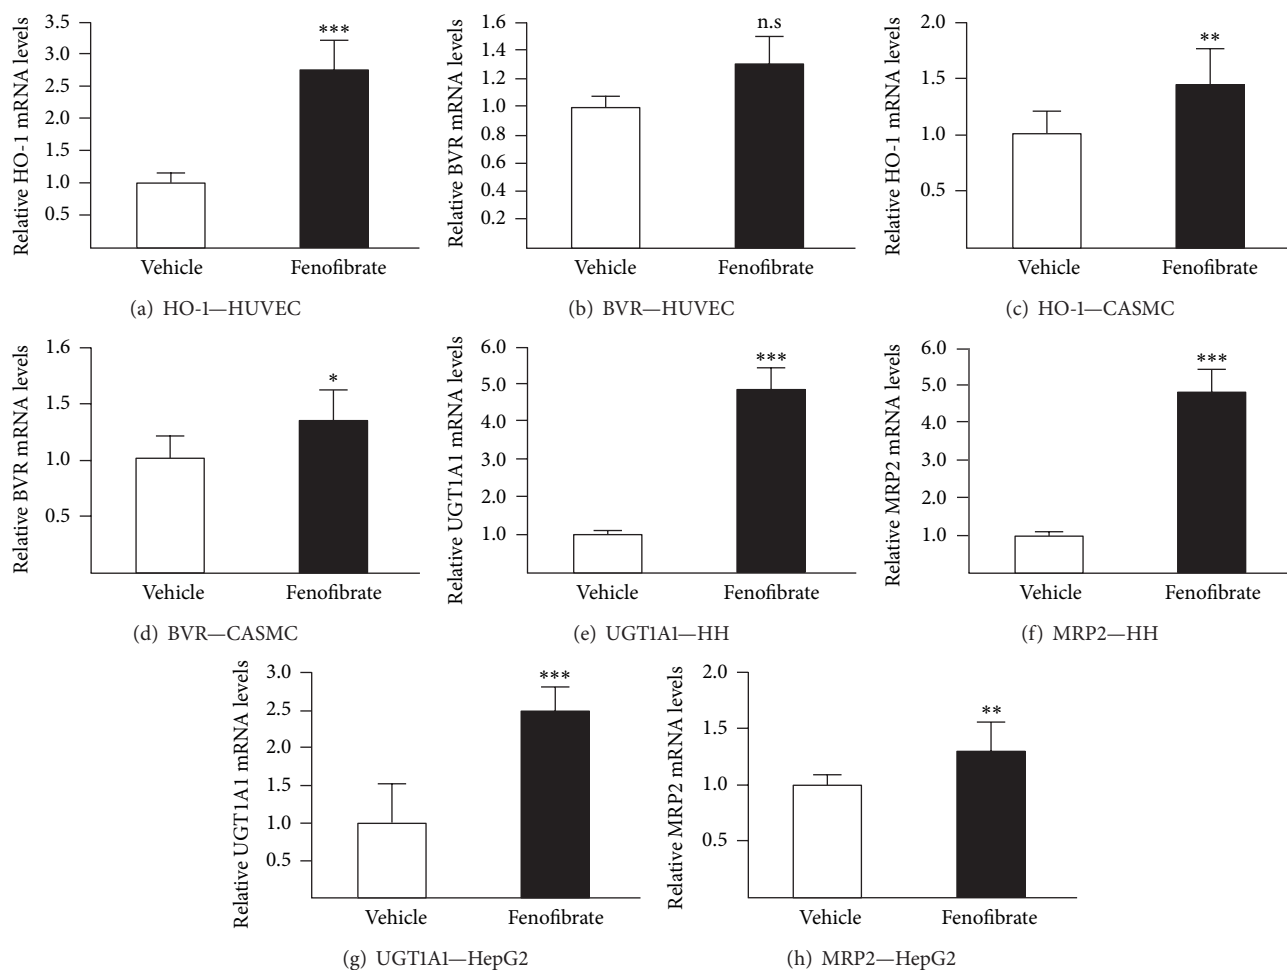 Relative HO-1 mRNA levels
3.5
3.0
2.5
2.0
1.5
1.0
0.5
***
Vehicle
Fenofibrate
(a) HO-1—HUVEC
Relative BVR mRNA levels
1.6
1.4
1.2
1.0
0.8
0.6
0.4
0.2
n.s
Vehicle
Fenofibrate
(b) BVR—HUVEC
Relative HO-1 mRNA levels
2.0
1.5
1.0
0.5
**
Vehicle
Fenofibrate
(c) HO-1—CASMC
Relative BVR mRNA levels
1.6
1.5
1.0
0.5
*
Vehicle
Fenofibrate
(d) BVR—CASMC
Relative UGT1A1 mRNA levels
6.0
5.0
4.0
3.0
2.0
1.0
***
Vehicle
Fenofibrate
(e) UGT1A1—HH
Relative MRP2 mRNA levels
6.0
5.0
4.0
3.0
2.0
1.0
***
Vehicle
Fenofibrate
(f) MRP2—HH
Relative UGT1A1 mRNA levels
3.0
2.5
2.0
1.5
1.0
0.5
***
Vehicle
Fenofibrate
(g) UGT1A1—HepG2
Relative MRP2 mRNA levels
2.0
1.5
1.0
0.5
**
Vehicle
Fenofibrate
(h) MRP2—HepG2